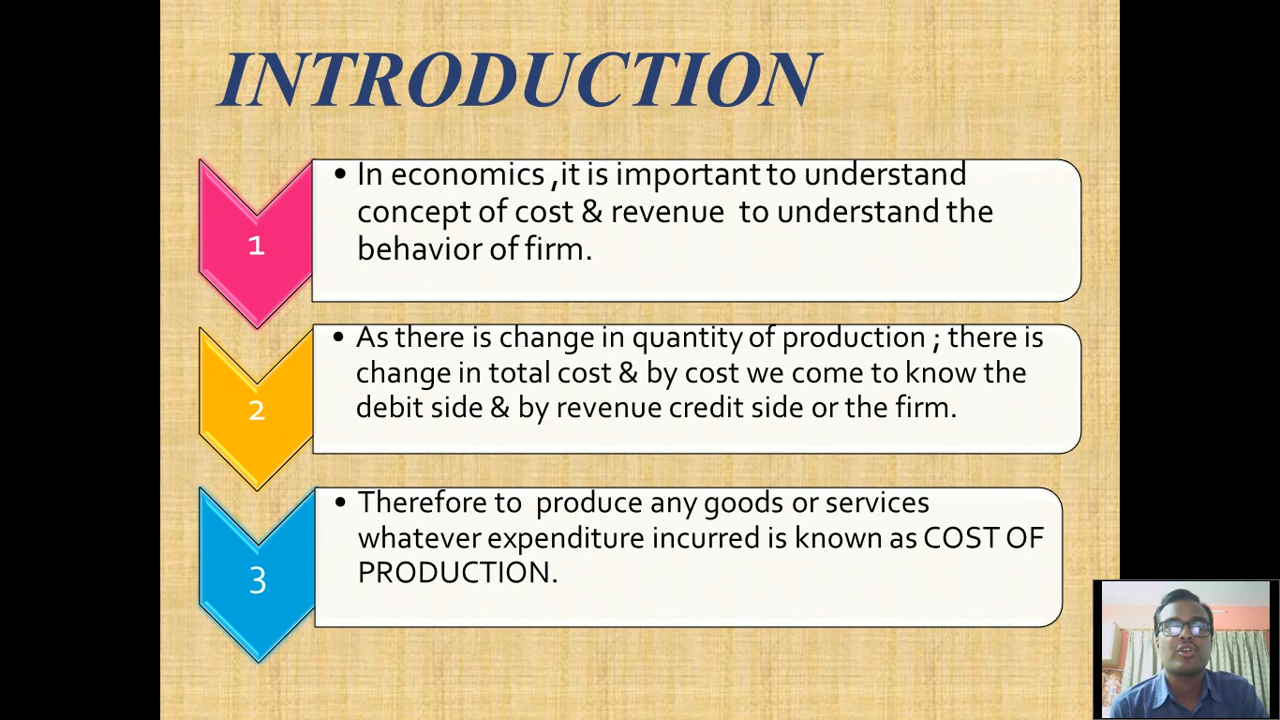 INTRODUCTION
1
• In economics ,it is important to understand
concept of cost & revenue to understand the
behavior of firm.
2
• As there is change in quantity of production ; there is
change in total cost & by cost we come to know the
debit side & by revenue credit side or the firm.
3
• Therefore to produce any goods or services
whatever expenditure incurred is known as COST OF
PRODUCTION.